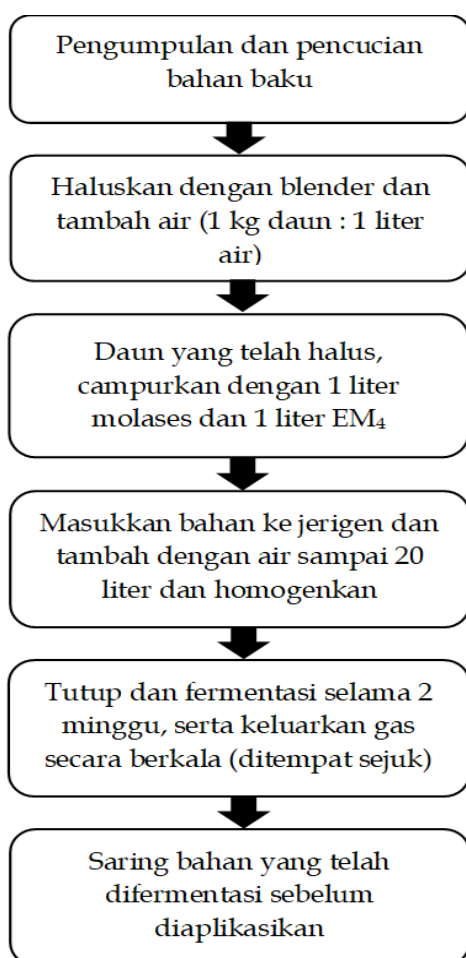 Pengumpulan dan pencucian
bahan baku
Haluskan dengan blender dan
tambah air (1 kg daun : 1 liter
air)
Daun yang telah halus,
campurkan dengan 1 liter
molases dan 1 liter EM₄
Masukkan bahan ke jerigen dan
tambah dengan air sampai 20
liter dan homogenkan
Tutup dan fermentasi selama 2
minggu, serta keluarkan gas
secara berkala (ditempat sejuk)
Saring bahan yang telah
difermentasi sebelum
diaplikasikan